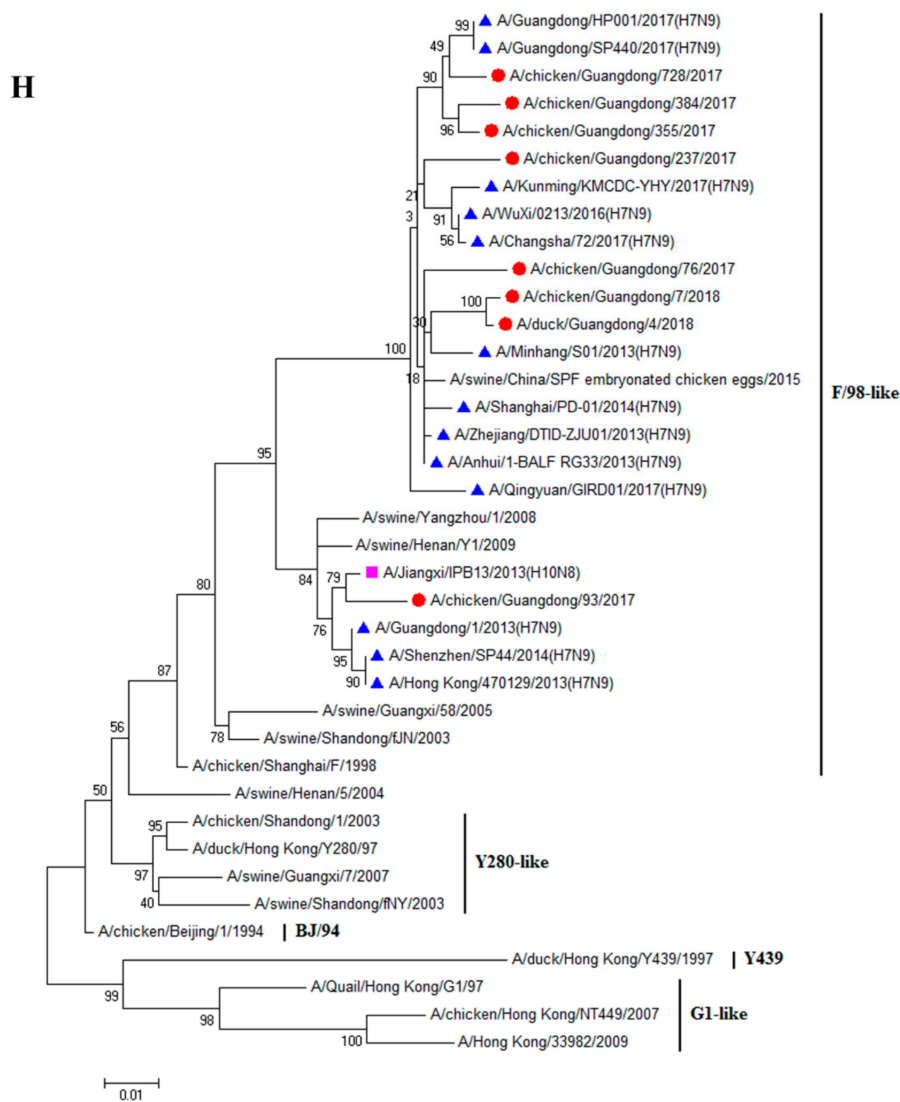 H
99
A/Guangdong/HP001/2017(H7N9)
A/Guangdong/SP440/2017(H7N9)
49
A/chicken/Guangdong/728/2017
90
A/chicken/Guangdong/384/2017
96
A/chicken/Guangdong/355/2017
A/chicken/Guangdong/237/2017
21
A/Kunming/KMCDC-YHY/2017(H7N9)
3
91
A/WuXi/0213/2016(H7N9)
56
A/Changsha/72/2017(H7N9)
A/chicken/Guangdong/76/2017
100
A/chicken/Guangdong/7/2018
30
A/duck/Guangdong/4/2018
100
A/Minhang/S01/2013(H7N9)
18
A/swine/China/SPF embryonated chicken eggs/2015
F/98-like
A/Shanghai/PD-01/2014(H7N9)
A/Zhejiang/DTID-ZJU01/2013(H7N9)
95
A/Anhui/1-BALF RG33/2013(H7N9)
A/Qingyuan/GIRD01/2017(H7N9)
A/swine/Yangzhou/1/2008
A/swine/Henan/Y1/2009
84
79
A/Jiangxi/IPB13/2013(H10N8)
80
A/chicken/Guangdong/93/2017
76
A/Guangdong/1/2013(H7N9)
95
A/Shenzhen/SP44/2014(H7N9)
87
90
A/Hong Kong/470129/2013(H7N9)
A/swine/Guangxi/58/2005
56
78
A/swine/Shandong/fJN/2003
A/chicken/Shanghai/F/1998
50
A/swine/Henan/5/2004
95
A/chicken/Shandong/1/2003
A/duck/Hong Kong/Y280/97
97
Y280-like
A/swine/Guangxi/7/2007
40
A/swine/Shandong/fNY/2003
A/chicken/Beijing/1/1994
BJ/94
A/duck/Hong Kong/Y439/1997
Y439
99
A/Quail/Hong Kong/G1/97
98
A/chicken/Hong Kong/NT449/2007
G1-like
100
A/Hong Kong/33982/2009
0.01